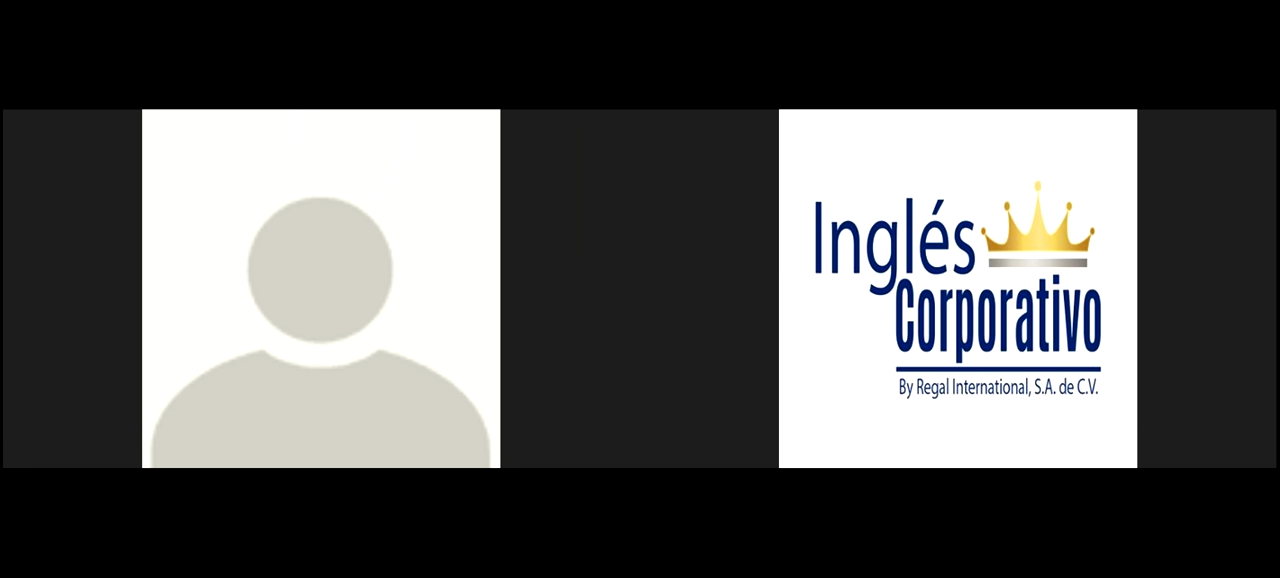 Inglés
Corporativo
By Regal International, S.A. de C.V.